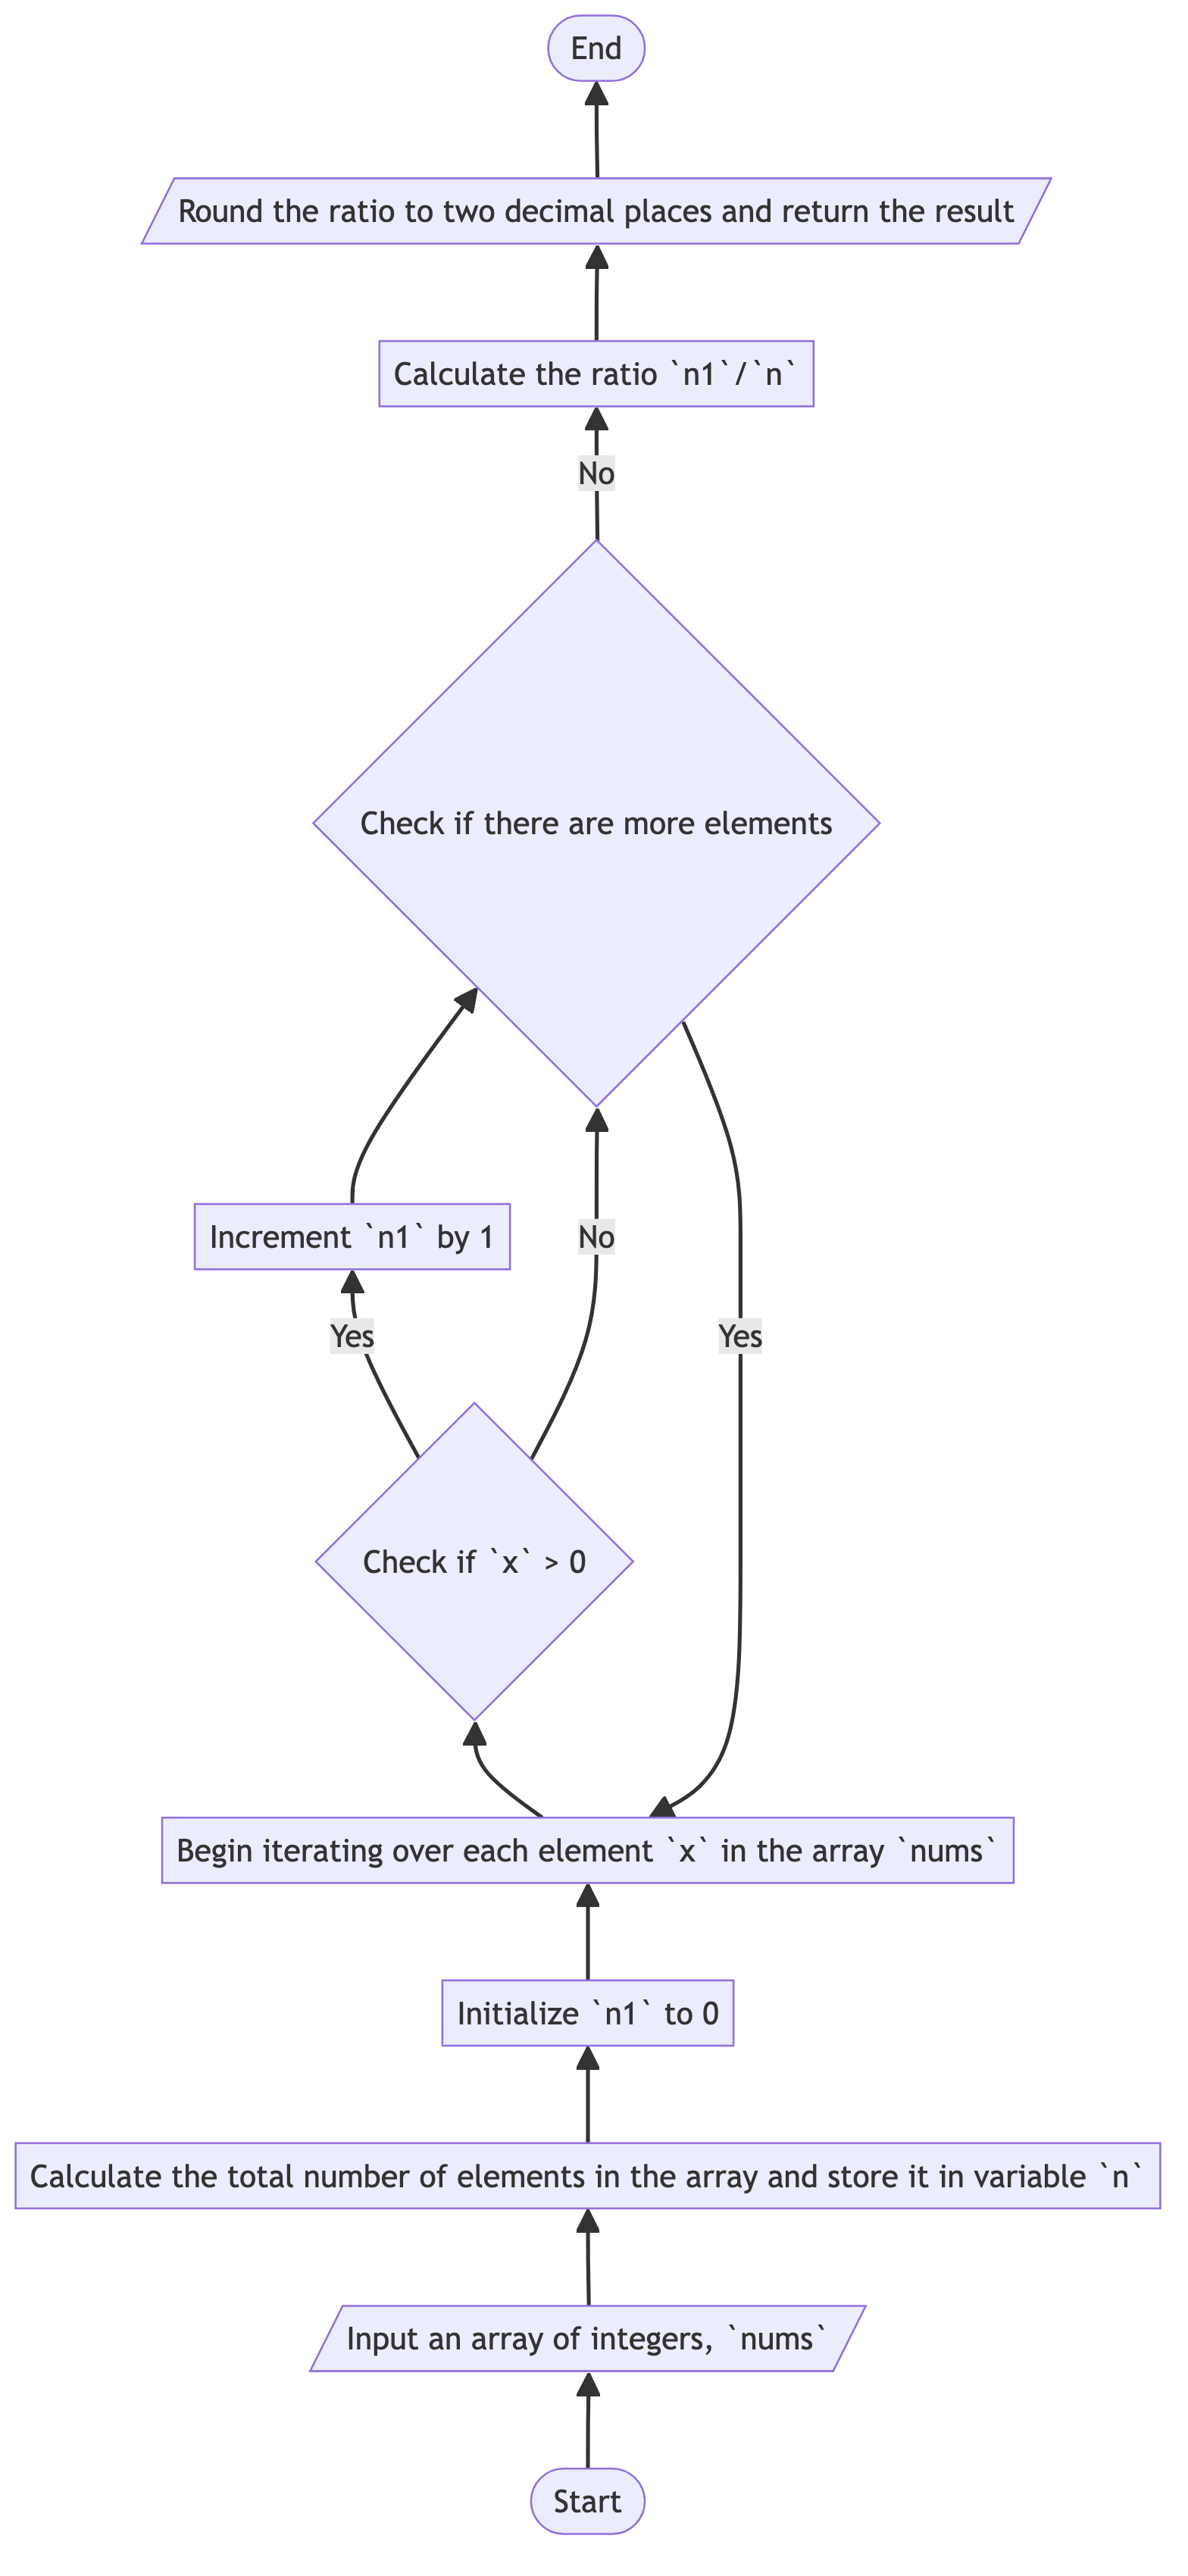 End
Round the ratio to two decimal places and return the result
Calculate the ratio `n1`/`n`
No
Check if there are more elements
Increment `n1` by 1
No
Yes
Yes
Check if `x` > 0
Begin iterating over each element `x` in the array `nums`
Initialize `n1` to 0
Calculate the total number of elements in the array and store it in variable `n`
Input an array of integers, `nums`
Start